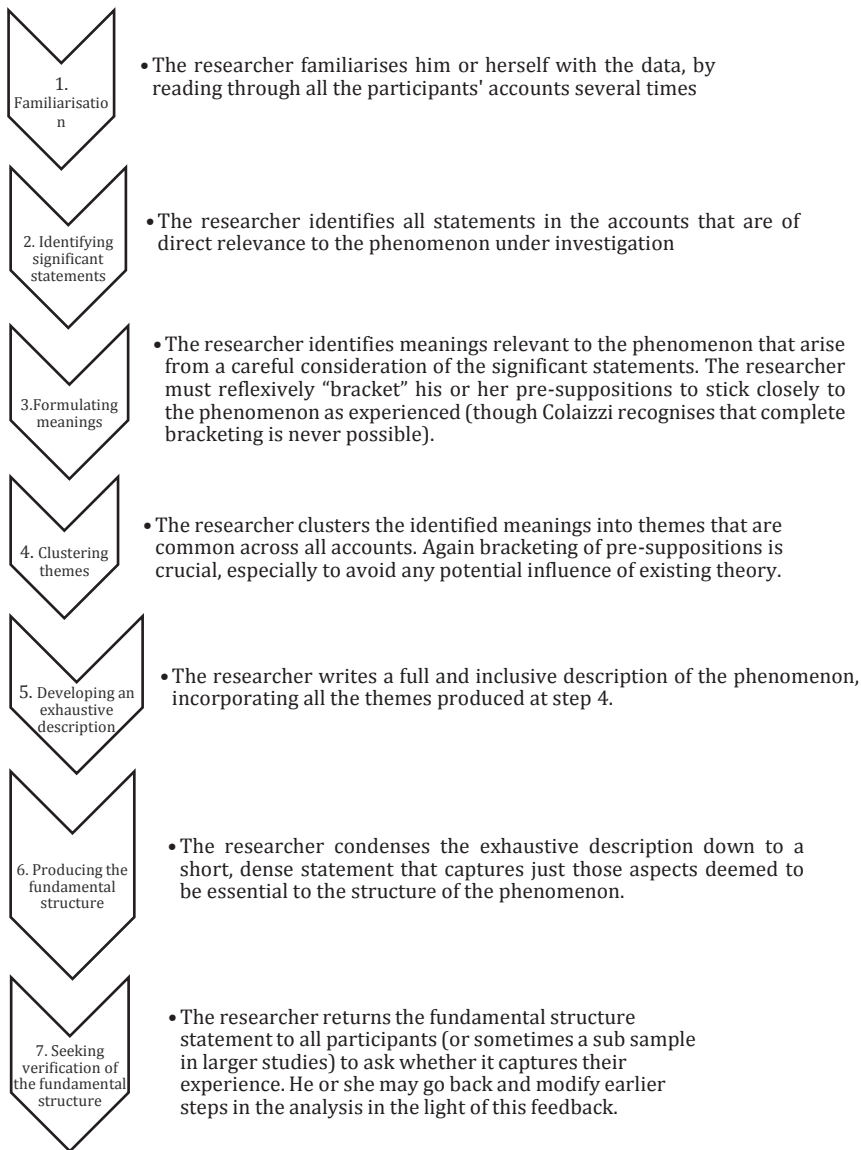 1.
Familiarisatio
n
• The researcher familiarises him or herself with the data, by
reading through all the participants' accounts several times
2. Identifying
significant
statements
• The researcher identifies all statements in the accounts that are of
direct relevance to the phenomenon under investigation
3.Formulating
meanings
• The researcher identifies meanings relevant to the phenomenon that arise
from a careful consideration of the significant statements. The researcher
must reflexively “bracket” his or her pre-suppositions to stick closely to
the phenomenon as experienced (though Colaizzi recognises that complete
bracketing is never possible).
4. Clustering
themes
• The researcher clusters the identified meanings into themes that are
common across all accounts. Again bracketing of pre-suppositions is
crucial, especially to avoid any potential influence of existing theory.
5. Developing an
exhaustive
description
• The researcher writes a full and inclusive description of the phenomenon,
incorporating all the themes produced at step 4.
6. Producing the
fundamental
structure
• The researcher condenses the exhaustive description down to a
short, dense statement that captures just those aspects deemed to
be essential to the structure of the phenomenon.
7. Seeking
verification of
the fundamental
structure
• The researcher returns the fundamental structure
statement to all participants (or sometimes a sub sample
in larger studies) to ask whether it captures their
experience. He or she may go back and modify earlier
steps in the analysis in the light of this feedback.